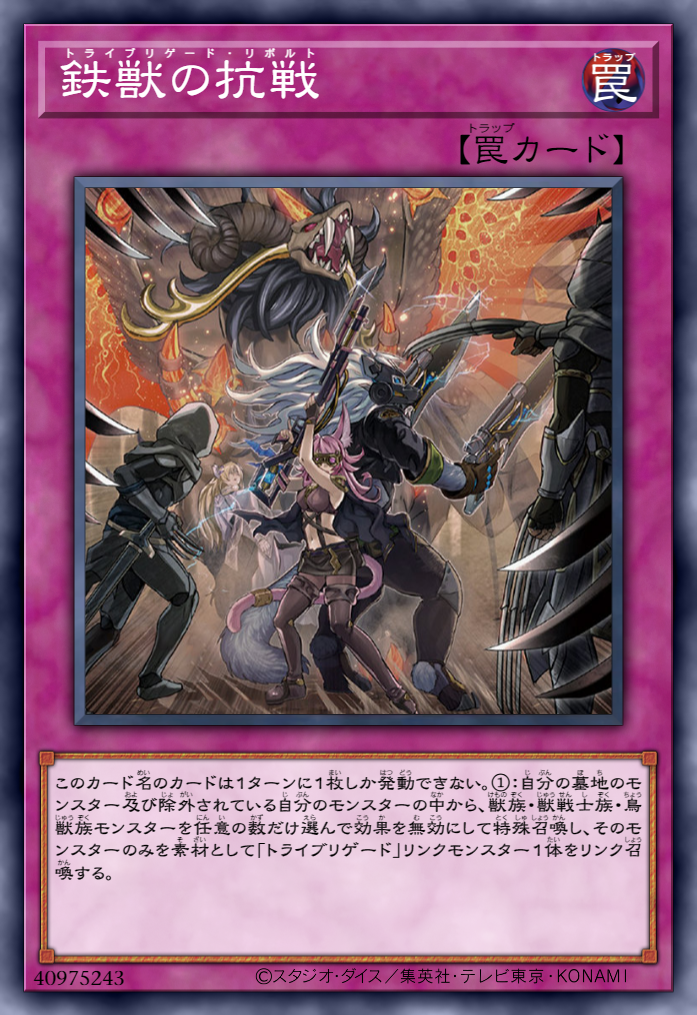 トライブリゲード・リボルト
鉄獣の抗戦
トラップ
罠
トラップ
【罠カード】
このカード名のカードは1ターンに1枚しか発動できない。①：自分の墓地のモ
ンスター及び除外されている自分のモンスターの中から、獣族・獣戦士族・鳥
獣族モンスターを任意の数だけ選んで効果を無効にして特殊召喚し、そのモ
ンスターのみを素材として「トライブリゲード」リンクモンスター1体をリンク召
喚する。
40975243
©スタジオ・ダイス／集英社・テレビ東京・KONAMI